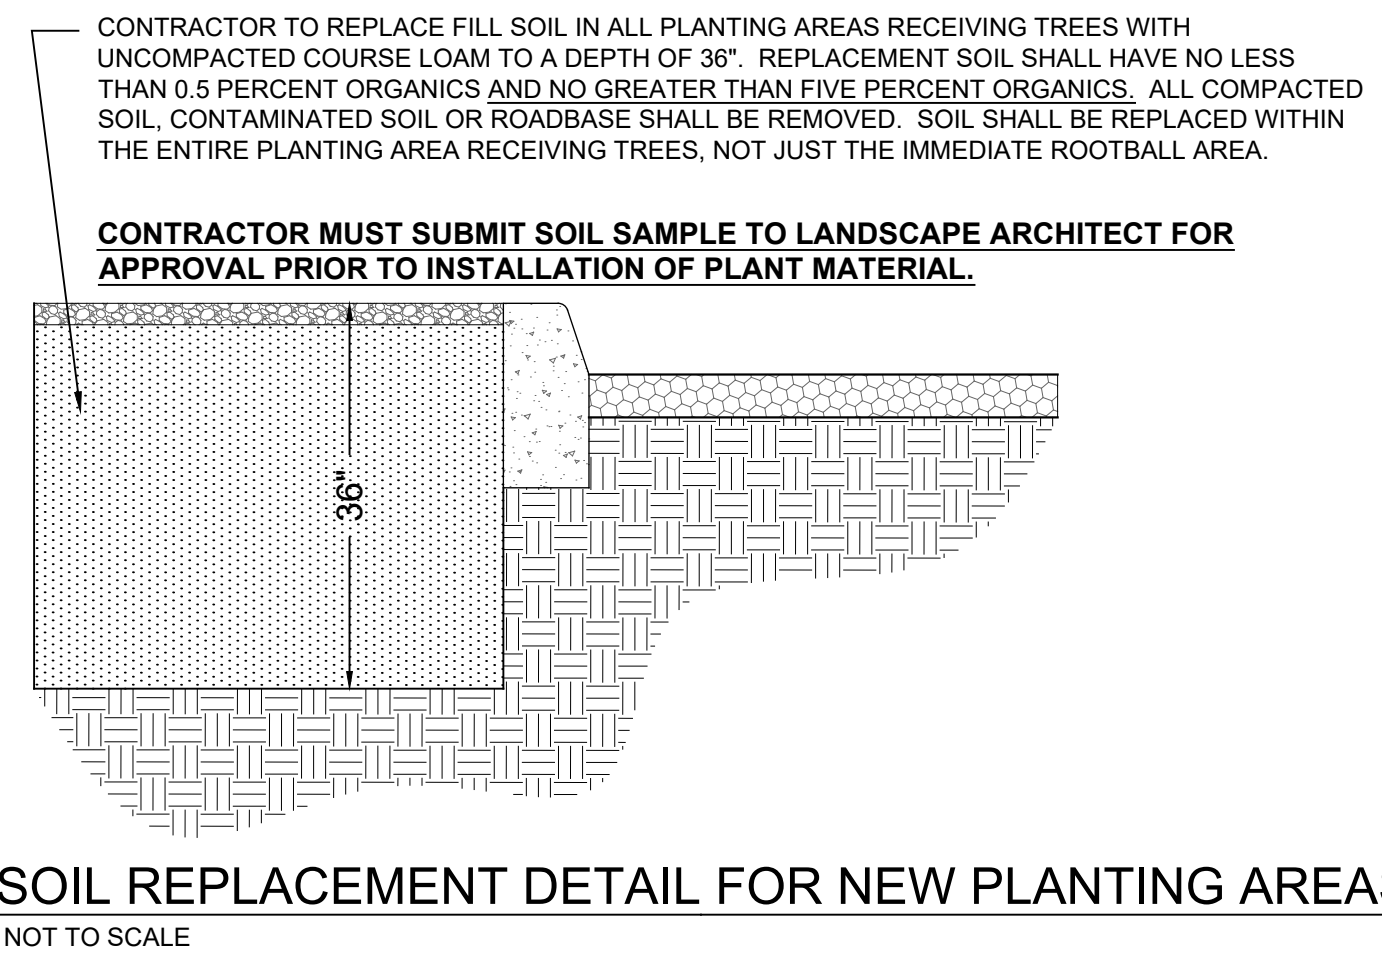 CONTRACTOR TO REPLACE FILL SOIL IN ALL PLANTING AREAS RECEIVING TREES WITH
UNCOMPACTED COURSE LOAM TO A DEPTH OF 36". REPLACEMENT SOIL SHALL HAVE NO LESS
THAN 0.5 PERCENT ORGANICS AND NO GREATER THAN FIVE PERCENT ORGANICS. ALL COMPACTED
SOIL, CONTAMINATED SOIL OR ROADBASE SHALL BE REMOVED. SOIL SHALL BE REPLACED WITHIN
THE ENTIRE PLANTING AREA RECEIVING TREES, NOT JUST THE IMMEDIATE ROOTBALL AREA.
CONTRACTOR MUST SUBMIT SOIL SAMPLE TO LANDSCAPE ARCHITECT FOR
APPROVAL PRIOR TO INSTALLATION OF PLANT MATERIAL.
36"
SOIL REPLACEMENT DETAIL FOR NEW PLANTING AREAS
NOT TO SCALE